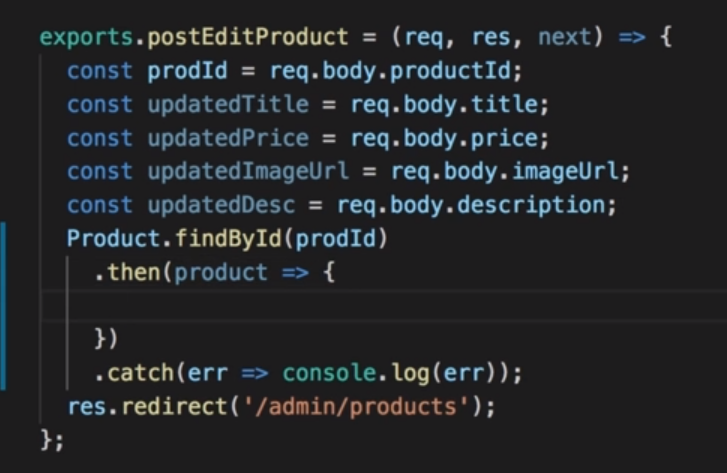 exports.postEditProduct = (req, res, next) => {
  const prodId = req.body.productId;
  const updatedTitle = req.body.title;
  const updatedPrice = req.body.price;
  const updatedImageUrl = req.body.imageUrl;
  const updatedDesc = req.body.description;
  Product.findById(prodId)
    .then(product => {
    })
    .catch(err => console.log(err));
  res.redirect('/admin/products');
};